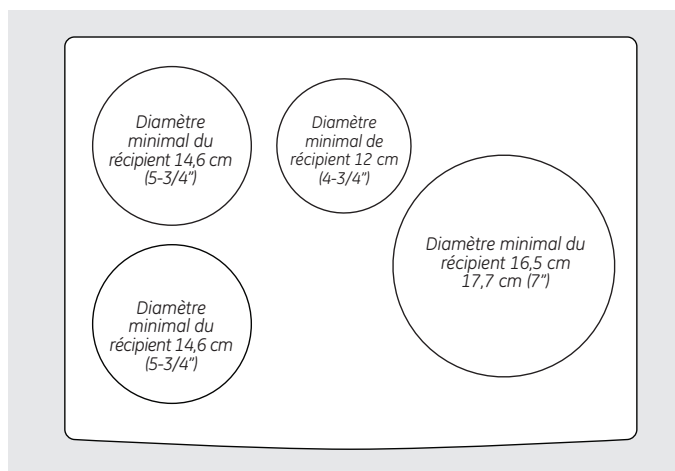 Diamètre
minimal du
récipient 14,6 cm
(5-3/4")
Diamètre
minimal de
récipient 12 cm
(4-3/4")
Diamètre minimal du
récipient 16,5 cm
17,7 cm (7")
Diamètre
minimal du
récipient 14,6 cm
(5-3/4")